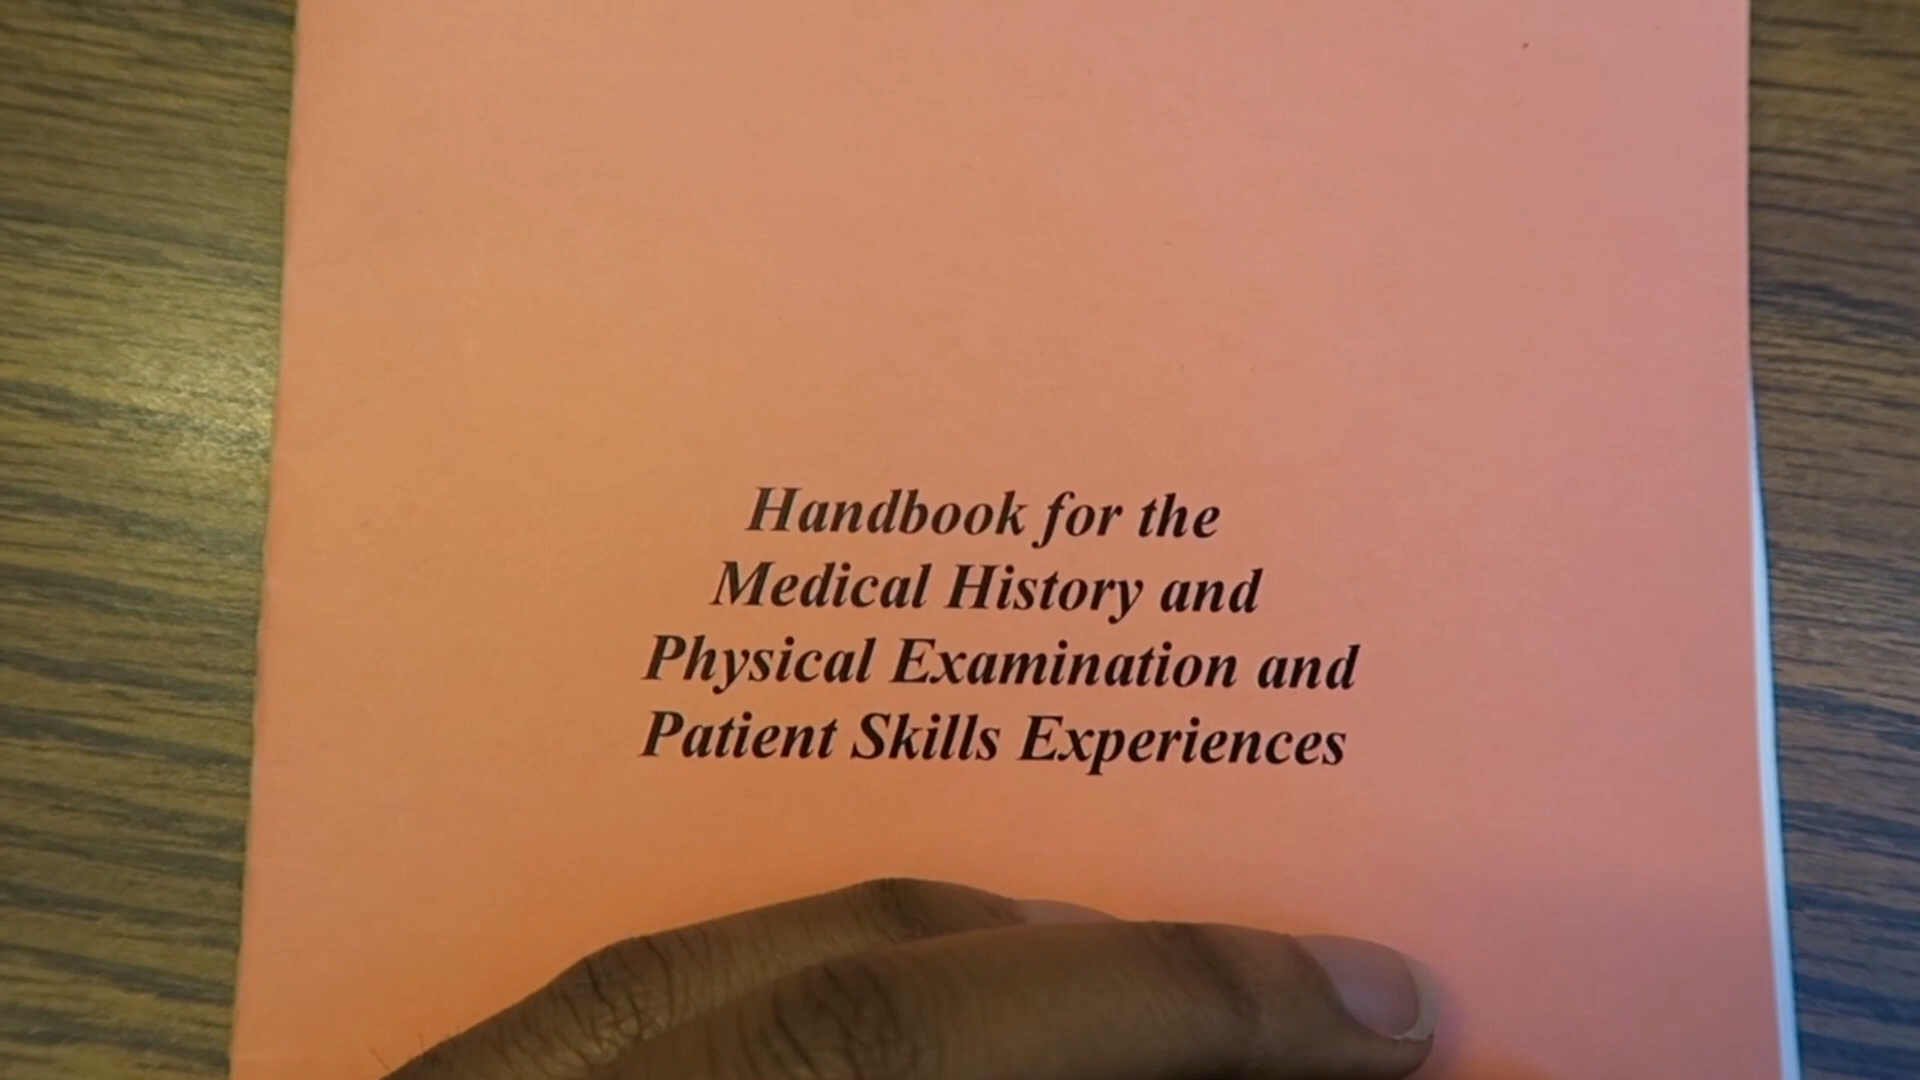 Handbook for the
Medical History and
Physical Examination and
Patient Skills Experiences